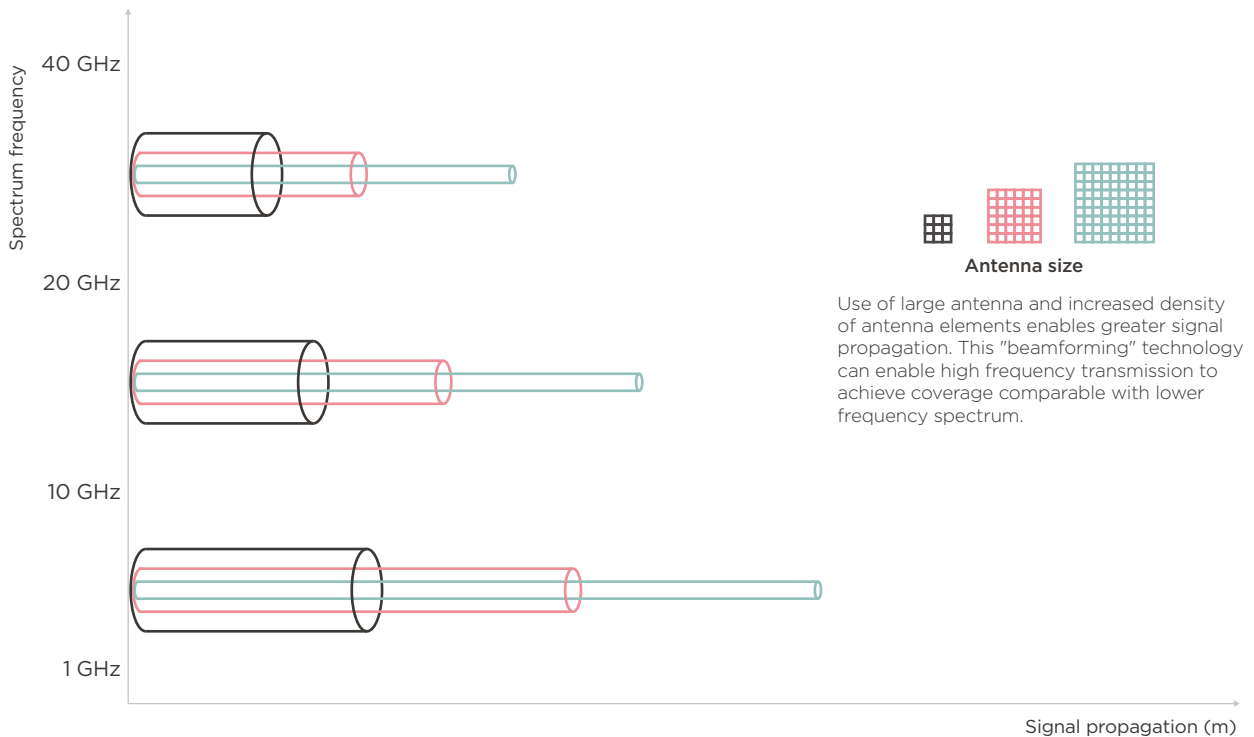 Spectrum frequency
40 GHz
20 GHz
10 GHz
1 GHz
Antenna size
Use of large antenna and increased density
of antenna elements enables greater signal
propagation. This "beamforming" technology
can enable high frequency transmission to
achieve coverage comparable with lower
frequency spectrum.
Signal propagation (m)